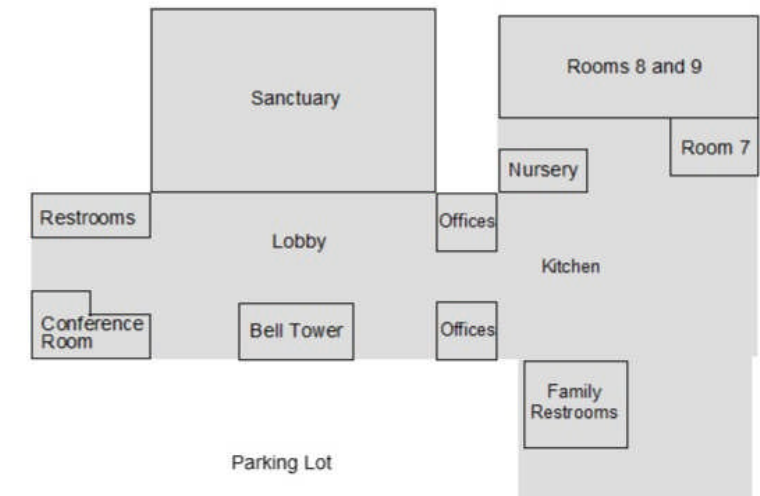 Sanctuary
Rooms 8 and 9
Room 7
Nursery
Restrooms
Offices
Lobby
Kitchen
Conference
Room
Bell Tower
Offices
Family
Restrooms
Parking Lot